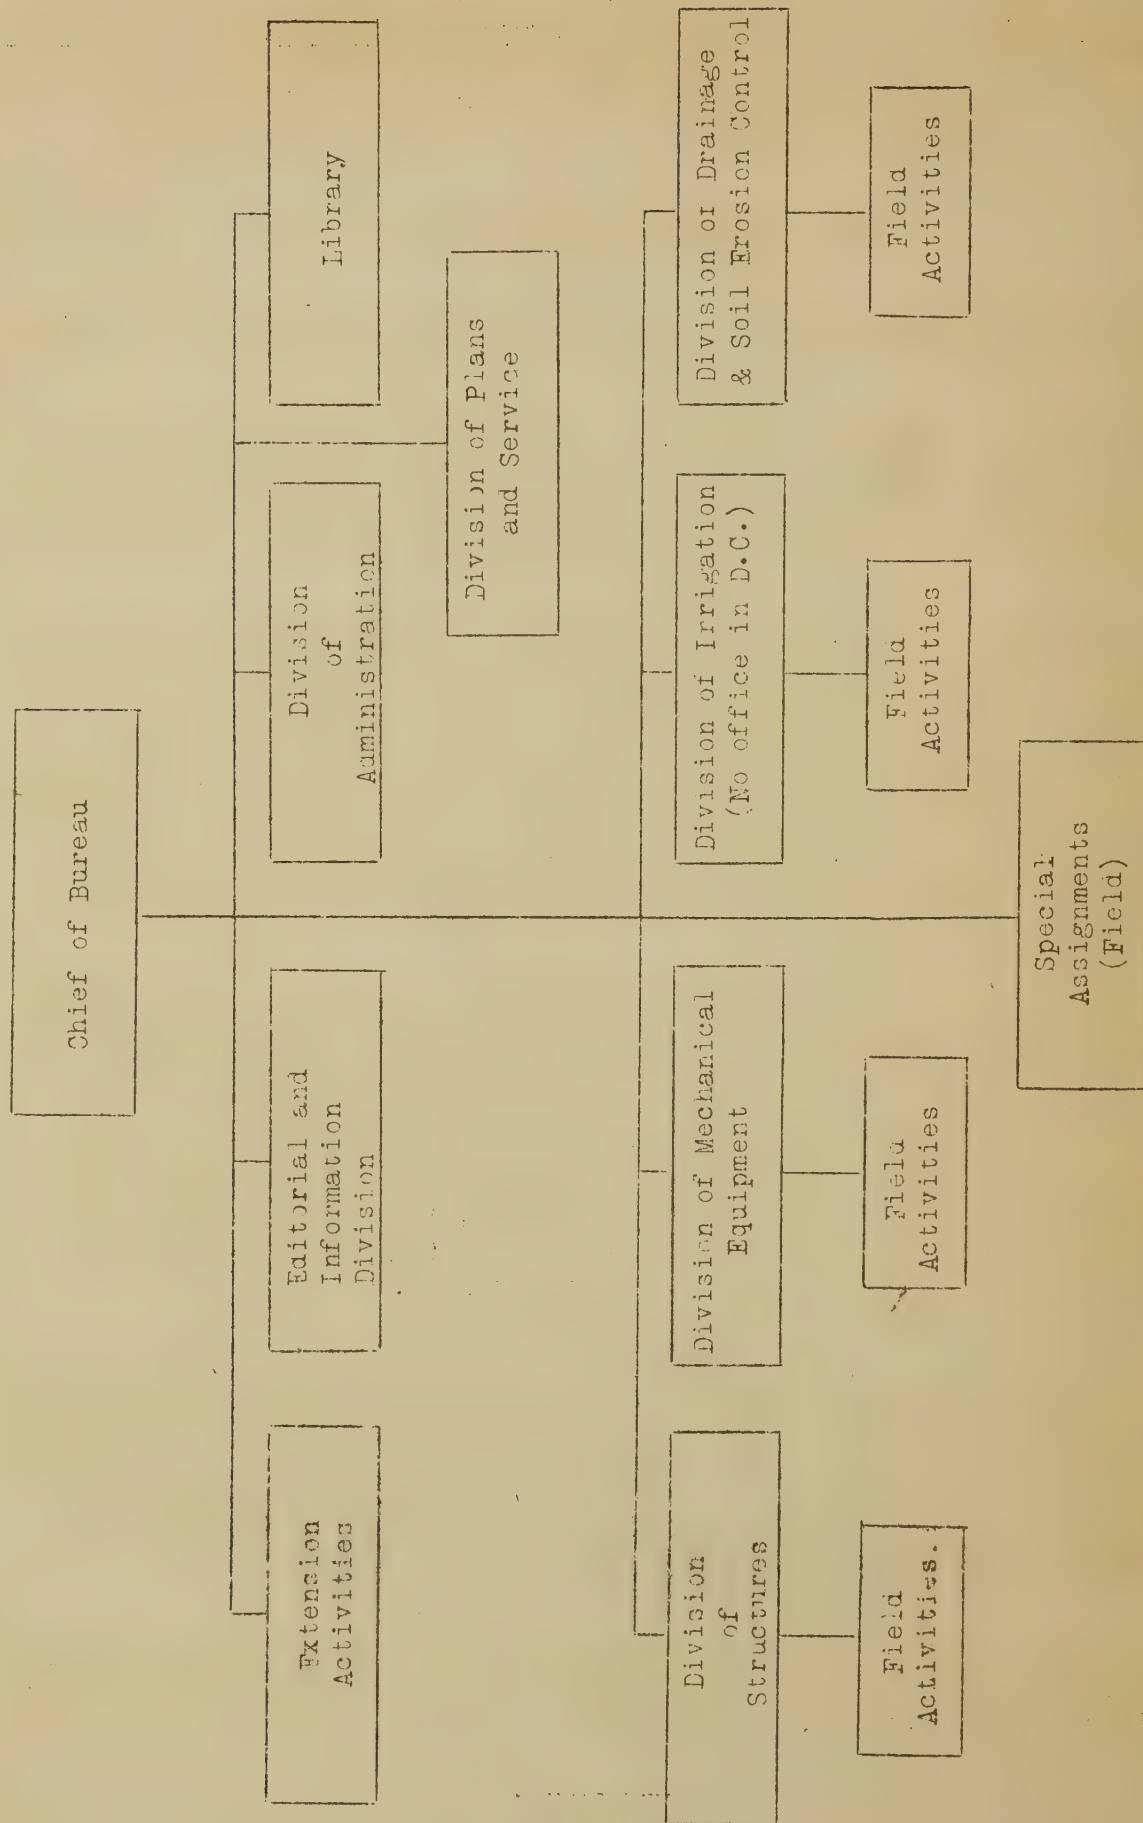 Chief of Bureau
Extension
Activities
Editorial and
Information
Division
Division
of
Administration
Library
Division of Plans
and Service
Division
of
Structures
Division of Mechanical
Equipment
Division of Irrigation
(No office in D.C.)
Division of Drainage
& Soil Erosion Control
Field
Activities.
Field
Activities
Field
Activities
Field
Activities
Special
Assignments
(Field)